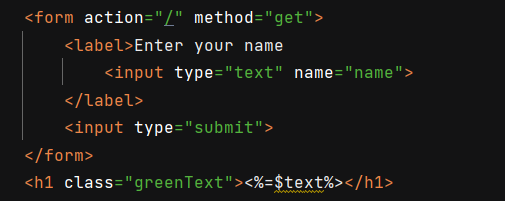 <form action="/" method="get">
<label>Enter your name
<input type="text" name="name">
</label>
<input type="submit">
</form>
<h1 class="greenText"><%=$text%></h1>